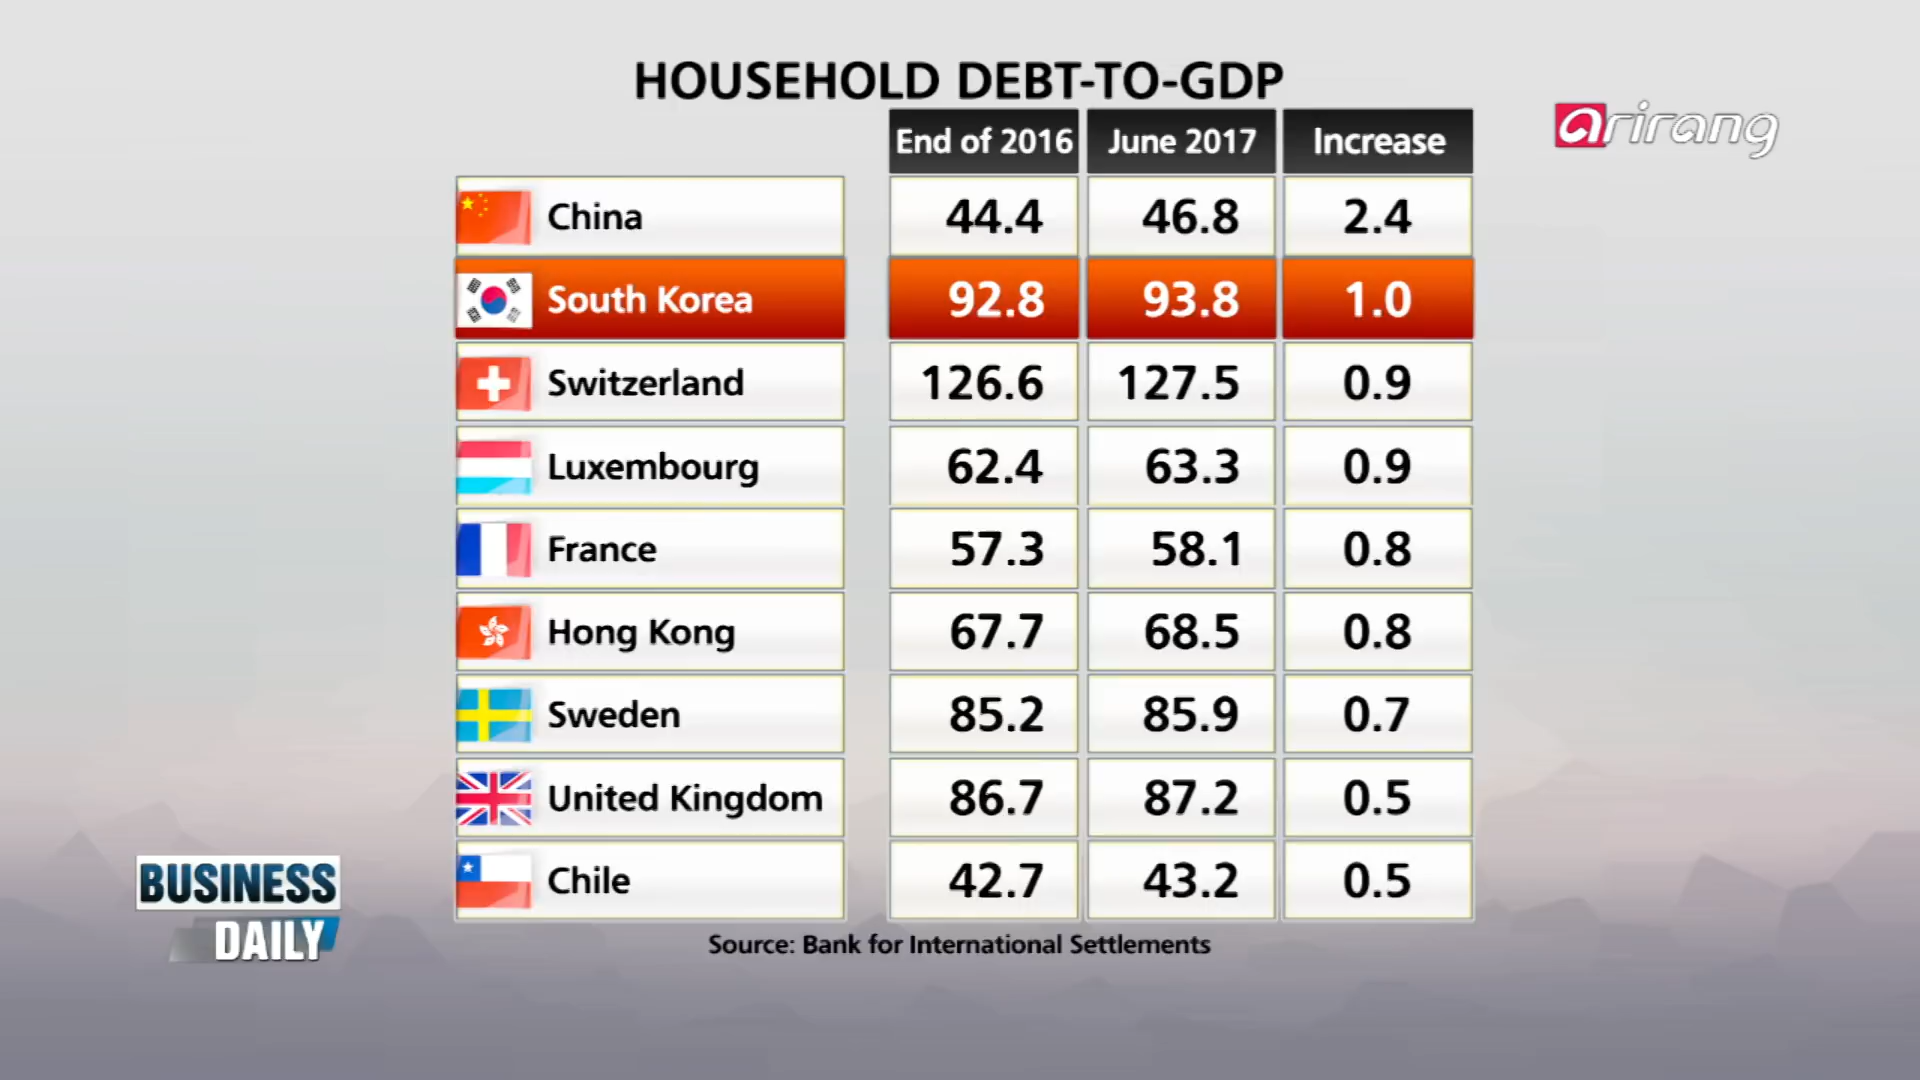 HOUSEHOLD DEBT-TO-GDP
arirang
End of 2016 June 2017 Increase
China 44.4 46.8 2.4
South Korea 92.8 93.8 1.0
Switzerland 126.6 127.5 0.9
Luxembourg 62.4 63.3 0.9
France 57.3 58.1 0.8
Hong Kong 67.7 68.5 0.8
Sweden 85.2 85.9 0.7
United Kingdom 86.7 87.2 0.5
Chile 42.7 43.2 0.5
BUSINESS
DAILY
Source: Bank for International Settlements